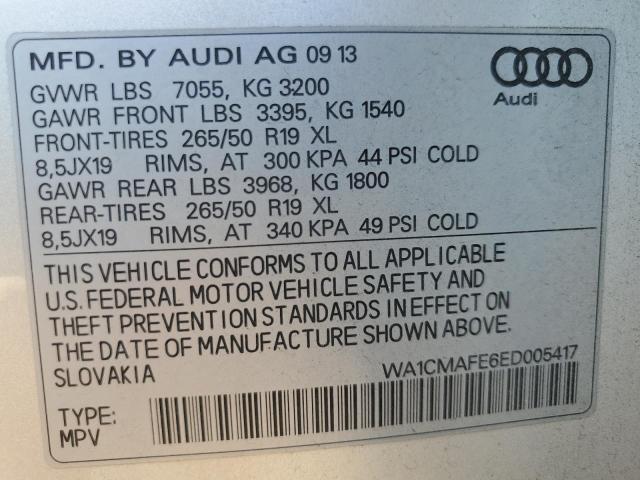 MFD. BY AUDI AG 09 13
Audi
GVWR LBS 7055, KG 3200
GAWR FRONT LBS 3395, KG 1540
FRONT-TIRES 265/50 R19 XL
8,5JX19 RIMS, AT 300 KPA 44 PSI COLD
GAWR REAR LBS 3968, KG 1800
REAR-TIRES 265/50 R19 XL
8,5JX19 RIMS, AT 340 KPA 49 PSI COLD
THIS VEHICLE CONFORMS TO ALL APPLICABLE
U.S. FEDERAL MOTOR VEHICLE SAFETY AND
THEFT PREVENTION STANDARDS IN EFFECT ON
THE DATE OF MANUFACTURE SHOWN ABOVE.
SLOVAKIA
WA1CMAFE6ED005417
TYPE:
MPV